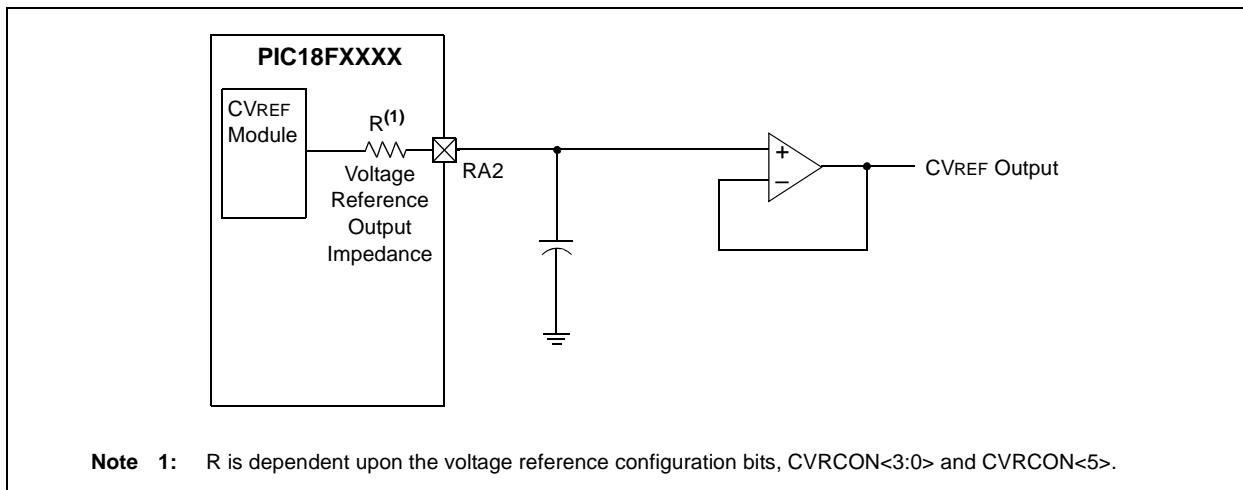 PIC18FXXXX
CVREF
Module
R(1)
Voltage
Reference
Output
Impedance
RA2
+
–
CVREF Output
Note 1: R is dependent upon the voltage reference configuration bits, CVRCON<3:0> and CVRCON<5>.